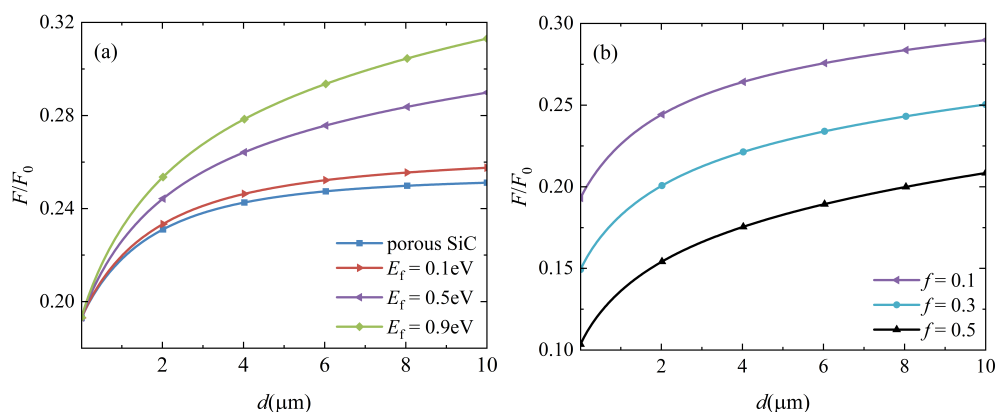 (a)
F/F0
0.32
0.28
0.24
0.20
porous SiC
Ef = 0.1eV
Ef = 0.5eV
Ef = 0.9eV
2 4 6 8 10
d(μm)
(b)
F/F0
0.30
0.25
0.20
0.15
0.10
f = 0.1
f = 0.3
f = 0.5
2 4 6 8 10
d(μm)